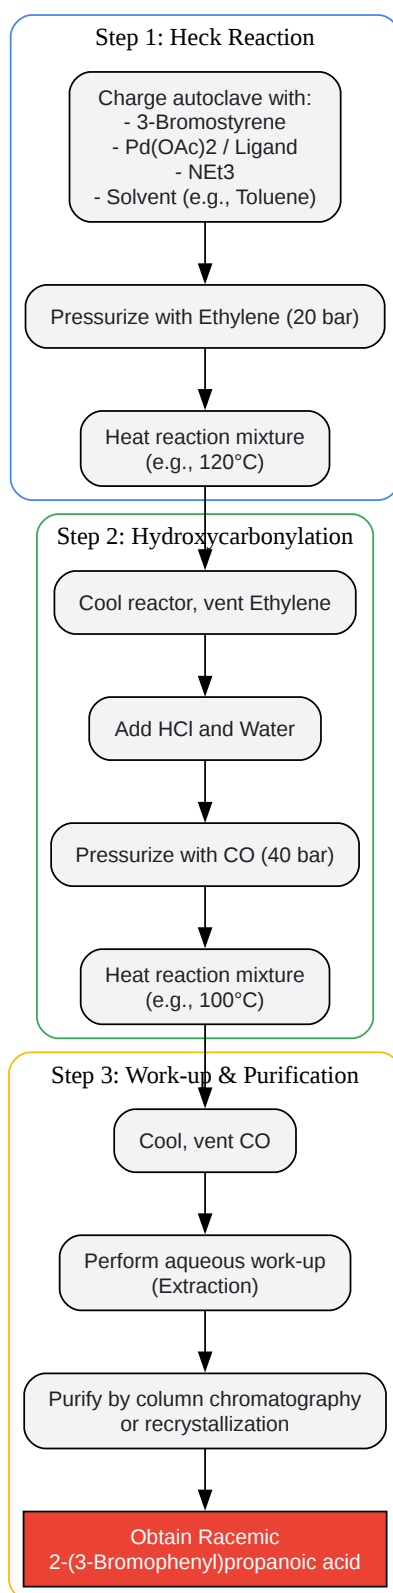 Step 1: Heck Reaction
Charge autoclave with:
- 3-Bromostyrene
- Pd(OAc)2 / Ligand
- NEt3
- Solvent (e.g., Toluene)
Pressurize with Ethylene (20 bar)
Heat reaction mixture
(e.g., 120°C)
Step 2: Hydroxycarbonylation
Cool reactor, vent Ethylene
Add HCl and Water
Pressurize with CO (40 bar)
Heat reaction mixture
(e.g., 100°C)
Step 3: Work-up & Purification
Cool, vent CO
Perform aqueous work-up
(Extraction)
Purify by column chromatography
or recrystallization
Obtain Racemic
2-(3-Bromophenyl)propanoic acid